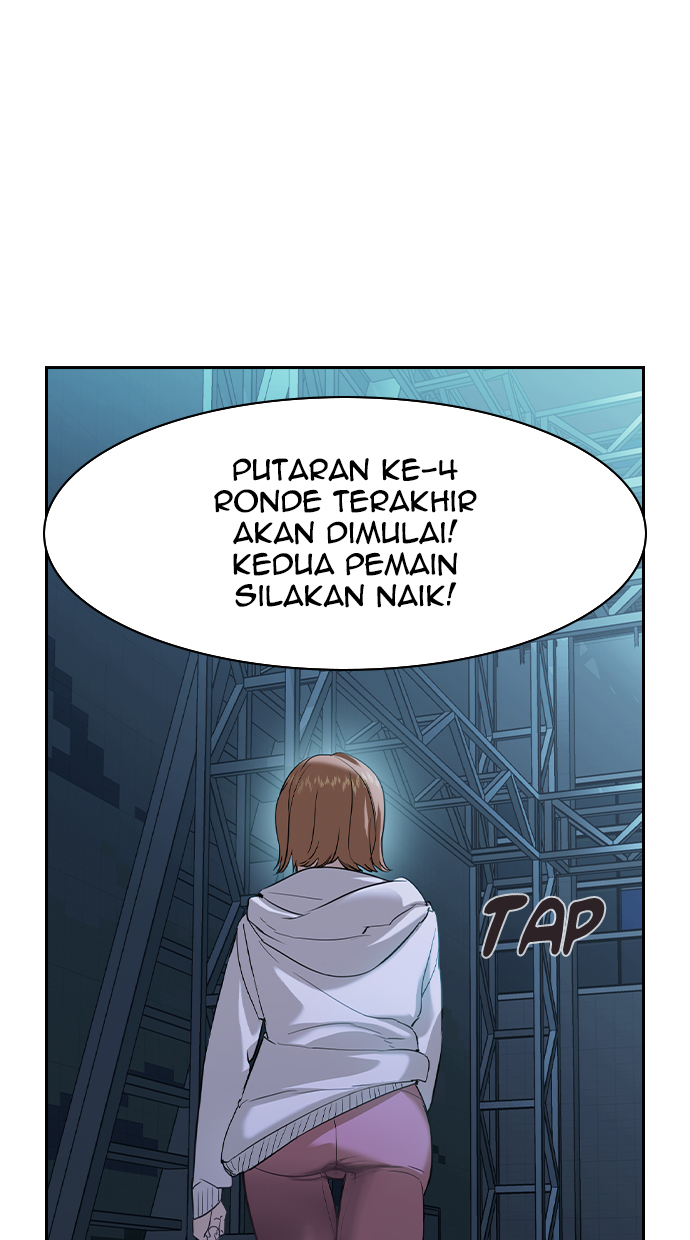 PUTARAN KE-4
RONDE TERAKHIR
AKAN DIMULAI!
KEDUA PEMAIN
SILAKAN NAIK!
TAP